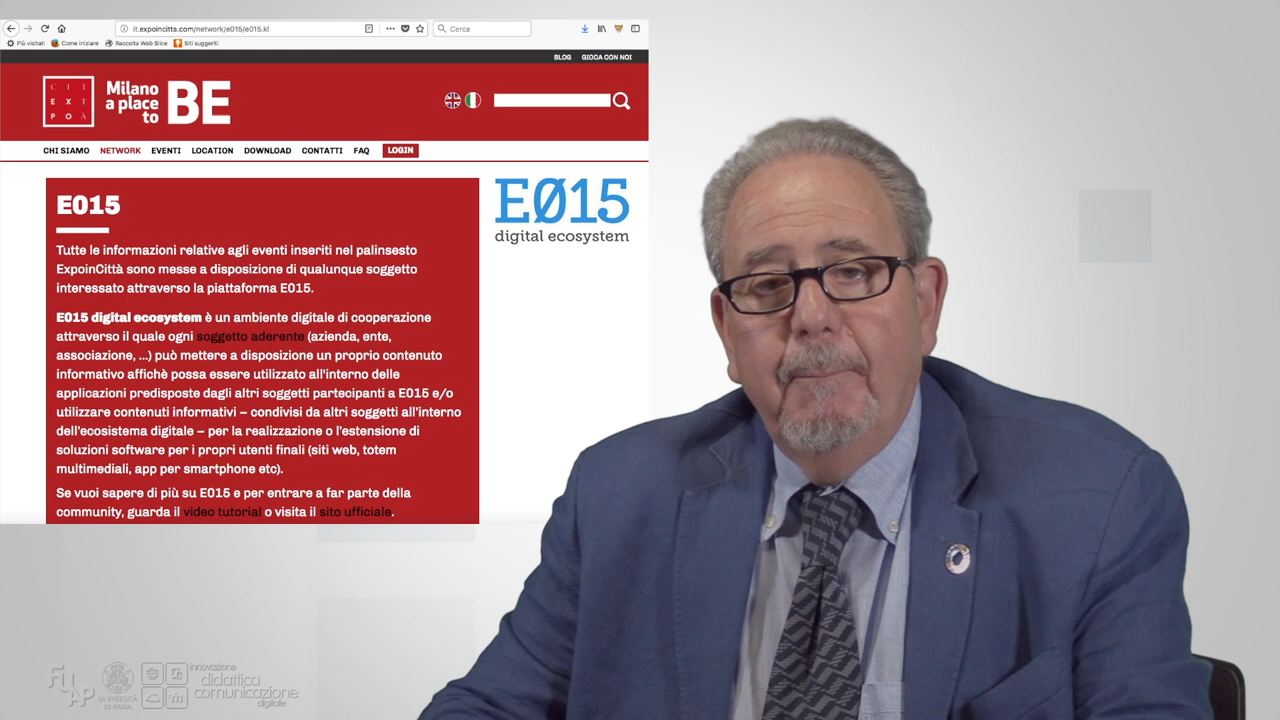 it.expoincitta.com/network/e015/e015.kl
Cerca
Più visitati
Come iniziare
Raccolta Web Slice
Siti suggeriti
BLOG
GIOCA CON NOI
CIT
EXT
POA
Milano
a place
to
BE
CHI SIAMO
NETWORK
EVENTI
LOCATION
DOWNLOAD
CONTATTI
FAQ
LOGIN
E015
Tutte le informazioni relative agli eventi inseriti nel palinsesto
ExpoinCittà sono messe a disposizione di qualunque soggetto
interessato attraverso la piattaforma E015.
E015 digital ecosystem è un ambiente digitale di cooperazione
attraverso il quale ogni soggetto aderente (azienda, ente,
associazione, ...) può mettere a disposizione un proprio contenuto
informativo affichè possa essere utilizzato all'interno delle
applicazioni predisposte dagli altri soggetti partecipanti a E015 e/o
utilizzare contenuti informativi – condivisi da altri soggetti all'interno
dell'ecosistema digitale – per la realizzazione o l'estensione di
soluzioni software per i propri utenti finali (siti web, totem
multimediali, app per smartphone etc).
Se vuoi sapere di più su E015 e per entrare a far parte della
community, guarda il video tutorial o visita il sito ufficiale.
EØ15
digital ecosystem
UNIVERSITÀ
DI PAVIA
innovazione
didattica
comunicazione
digitale